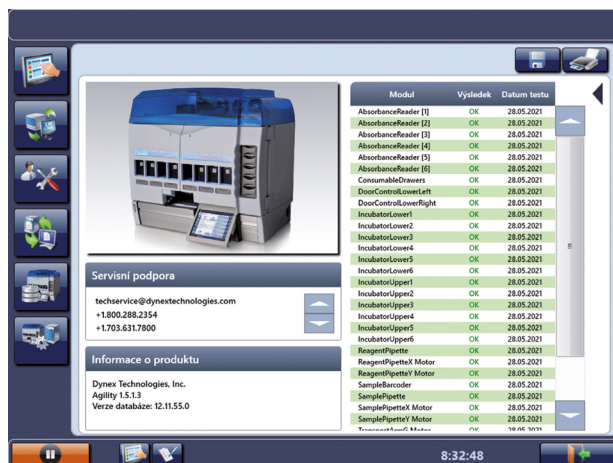 Modul Výsledek Datum testu
AbsorbanceReader [1] OK 28.05.2021
AbsorbanceReader [2] OK 28.05.2021
AbsorbanceReader [3] OK 28.05.2021
AbsorbanceReader [4] OK 28.05.2021
AbsorbanceReader [5] OK 28.05.2021
AbsorbanceReader [6] OK 28.05.2021
ConsumableDrawers OK 28.05.2021
DoorControlLowerLeft OK 28.05.2021
DoorControlLowerRight OK 28.05.2021
IncubatorLower1 OK 28.05.2021
IncubatorLower2 OK 28.05.2021
IncubatorLower3 OK 28.05.2021
IncubatorLower4 OK 28.05.2021
IncubatorLower5 OK 28.05.2021
IncubatorLower6 OK 28.05.2021
IncubatorUpper1 OK 28.05.2021
IncubatorUpper2 OK 28.05.2021
IncubatorUpper3 OK 28.05.2021
IncubatorUpper4 OK 28.05.2021
IncubatorUpper5 OK 28.05.2021
IncubatorUpper6 OK 28.05.2021
ReagentPipette OK 28.05.2021
ReagentPipetteX Motor OK 28.05.2021
ReagentPipetteY Motor OK 28.05.2021
SampleBarcoder OK 28.05.2021
SamplePipette OK 28.05.2021
SamplePipetteX Motor OK 28.05.2021
SamplePipetteY Motor OK 28.05.2021
TransportArmG Motor OK 28.05.2021
Servisní podpora
techservice@dynextechnologies.com
+1.800.288.2354
+1.703.631.7800
Informace o produktu
Dynex Technologies, Inc.
Agility 1.5.1.3
Verze databáze: 12.11.55.0
8:32:48